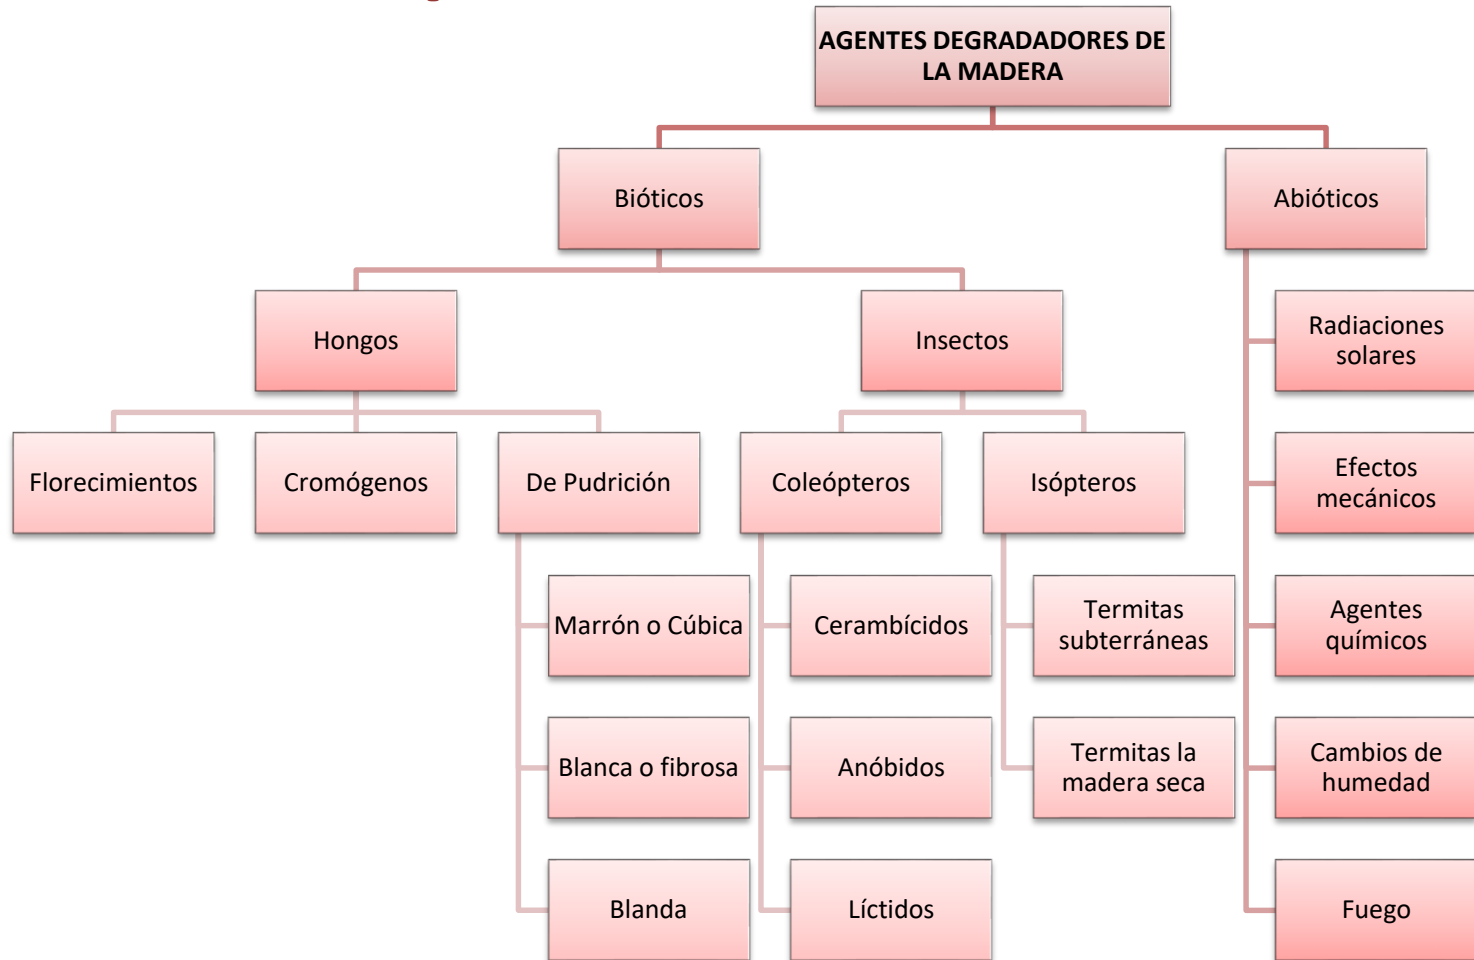 AGENTES DEGRADADORES DE
LA MADERA
Bióticos
Abióticos
Hongos
Insectos
Radiaciones
solares
Florecimientos
Cromógenos
De Pudrición
Coleópteros
Isópteros
Efectos
mecánicos
Marrón o Cúbica
Cerambícidos
Termitas
subterráneas
Agentes
químicos
Blanca o fibrosa
Anóbidos
Termitas la
madera seca
Cambios de
humedad
Blanda
Líctidos
Fuego